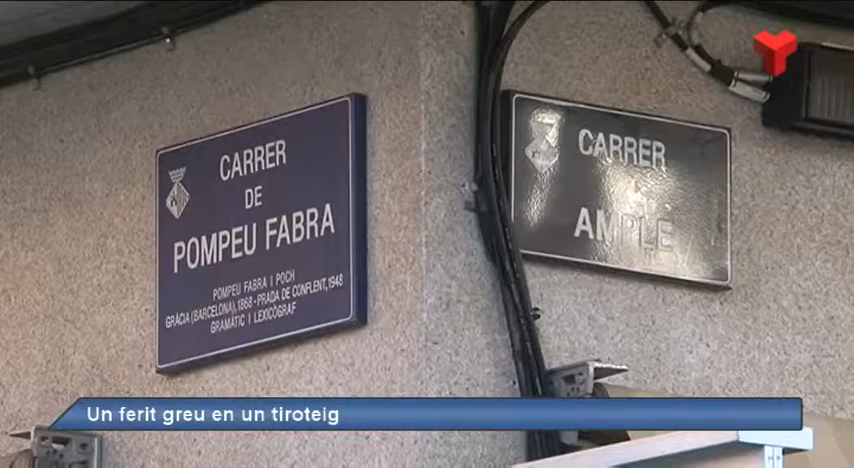 CARRER
DE
POMPEU FABRA
POMPEU FABRA I POCH
GRÀCIA (BARCELONA), 1868 - PRADA DE CONFLENT, 1948
GRAMÀTIC I LEXICÒGRAF
CARRER
AMPLE
Un ferit greu en un tiroteig